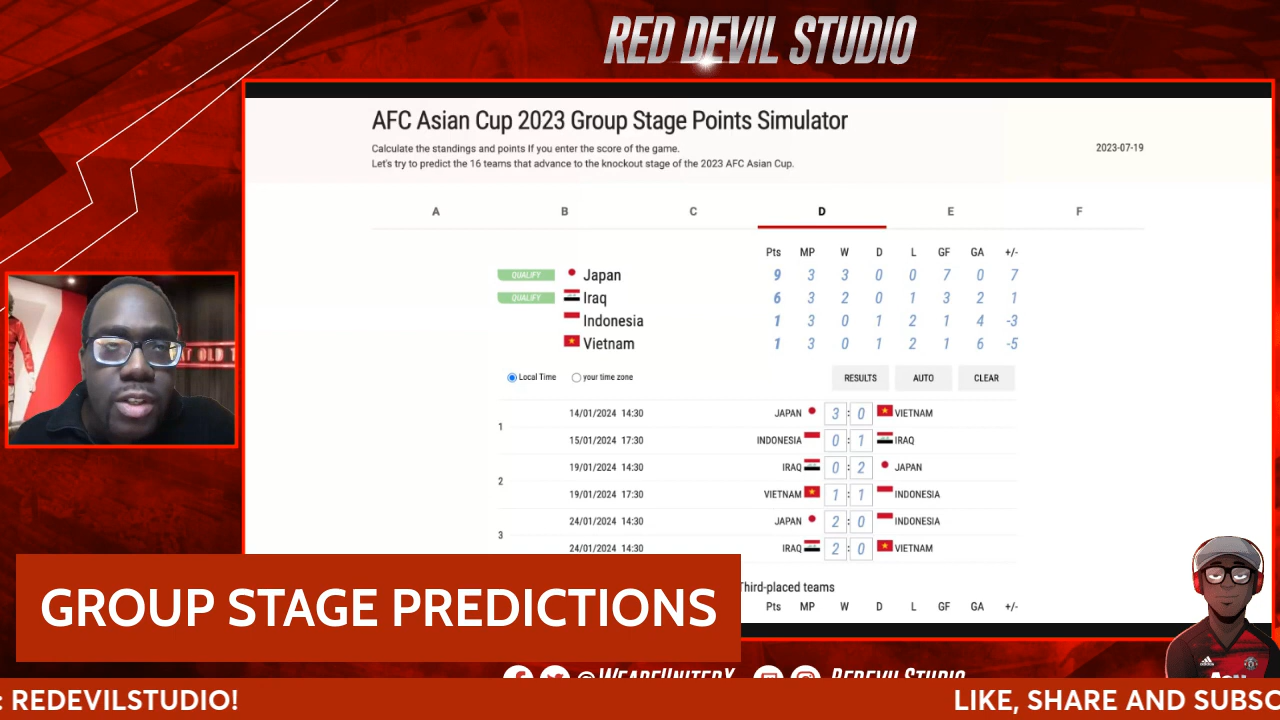 RED DEVIL STUDIO
AFC Asian Cup 2023 Group Stage Points Simulator
Calculate the standings and points If you enter the score of the game.
2023-07-19
Let's try to predict the 16 teams that advance to the knockout stage of the 2023 AFC Asian Cup.
A B C D E F
Pts MP W D L GF GA +/-
QUALIFY Japan 9 3 3 0 0 7 0 7
QUALIFY Iraq 6 3 2 0 1 3 2 1
Indonesia 1 3 0 1 2 1 4 -3
Vietnam 1 3 0 1 2 1 6 -5
Local Time your time zone RESULTS AUTO CLEAR
1
14/01/2024 14:30 JAPAN 3 : 0 VIETNAM
15/01/2024 17:30 INDONESIA 0 : 1 IRAQ
2
19/01/2024 14:30 IRAQ 0 : 2 JAPAN
19/01/2024 17:30 VIETNAM 1 : 1 INDONESIA
3
24/01/2024 14:30 JAPAN 2 : 0 INDONESIA
24/01/2024 14:30 IRAQ 2 : 0 VIETNAM
Third-placed teams
Pts MP W D L GF GA +/-
GROUP STAGE PREDICTIONS
@WEAREUNITEDX REDEVIL STUDIO
: REDEVILSTUDIO!
LIKE, SHARE AND SUBSC